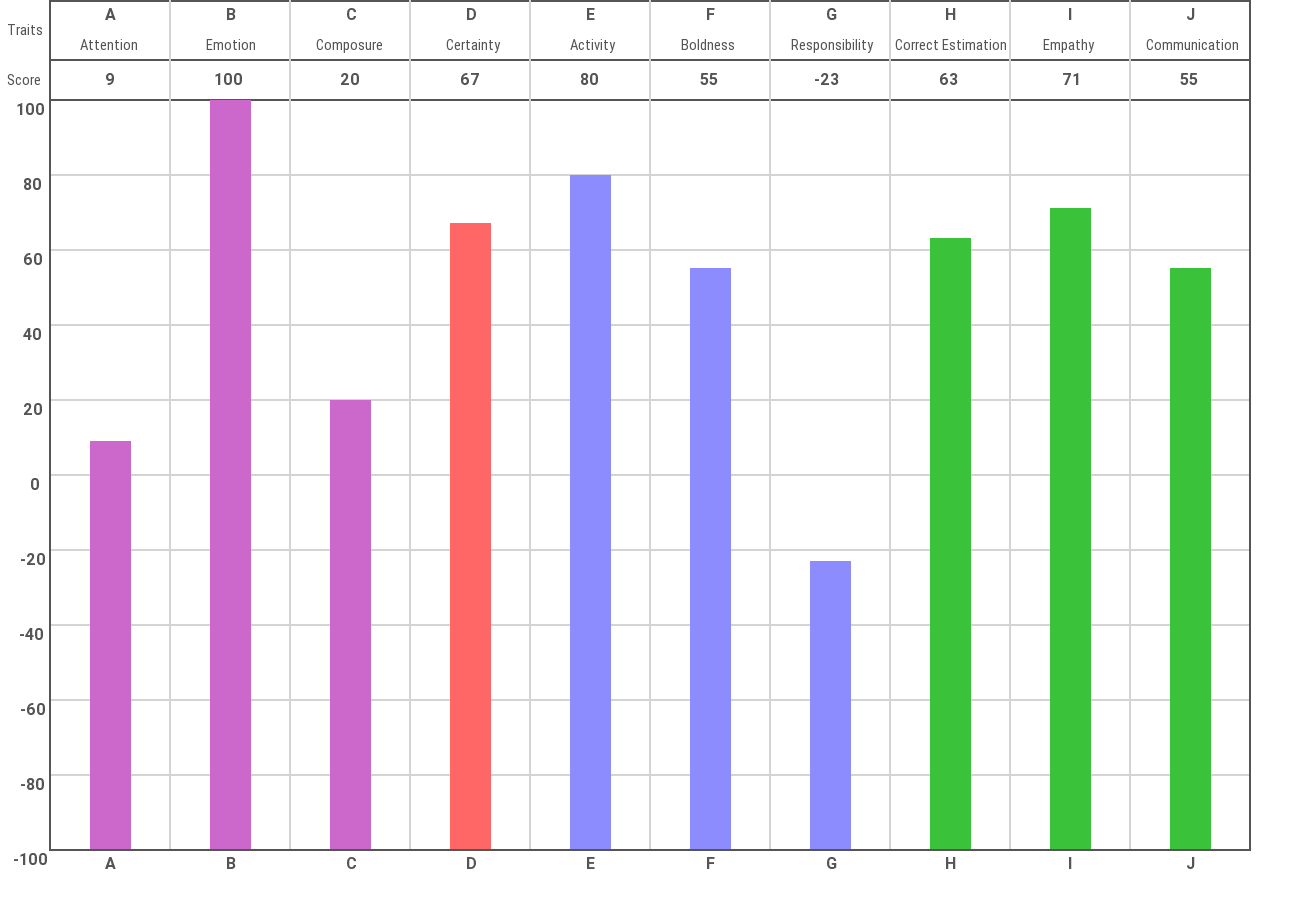 Traits A B C D E F G H I J
Attention Emotion Composure Certainty Activity Boldness Responsibility Correct Estimation Empathy Communication
Score 9 100 20 67 80 55 -23 63 71 55
100
80
60
40
20
0
-20
-40
-60
-80
-100
A B C D E F G H I J